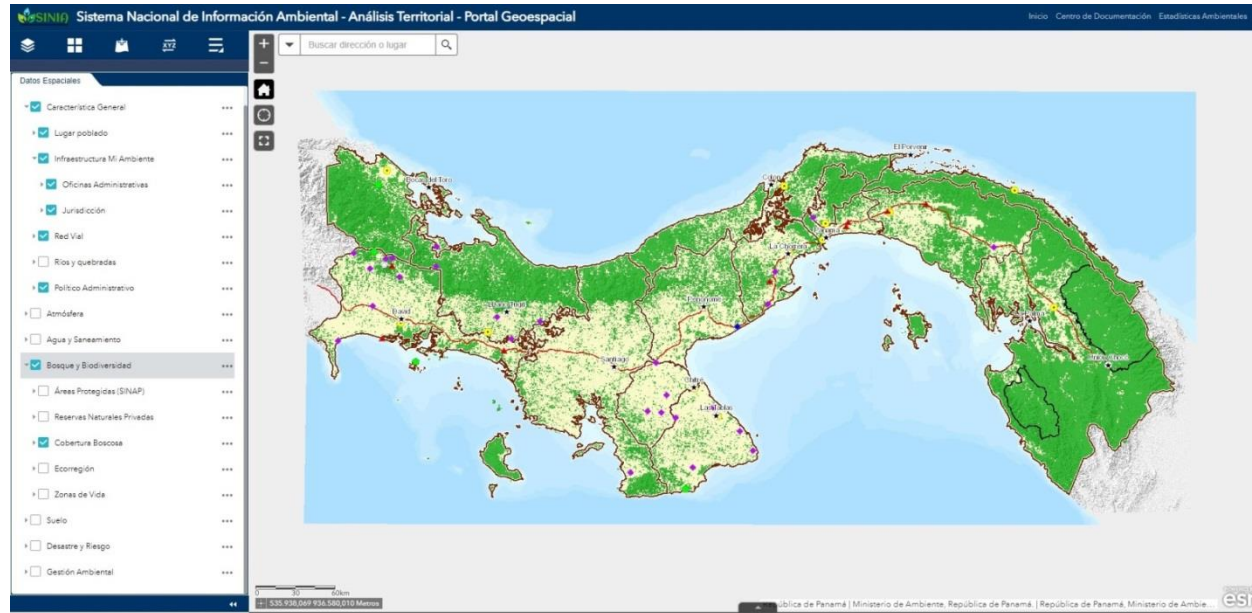 SINIA Sistema Nacional de Información Ambiental - Análisis Territorial - Portal Geoespacial
Inicio Centro de Documentación Estadísticas Ambientales
XYZ
Buscar dirección o lugar
Datos Espaciales
Característica General
Lugar poblado
Infraestructura Mi Ambiente
Oficinas Administrativas
Jurisdicción
Red Vial
Ríos y quebradas
Político Administrativo
Atmósfera
Agua y Saneamiento
Bosque y Biodiversidad
Áreas Protegidas (SINAP)
Reservas Naturales Privadas
Cobertura Boscosa
Ecorregión
Zonas de Vida
Suelo
Desastre y Riesgo
Gestión Ambiental
El Porvenir
Bocas del Toro
Colón
Panamá
La Chorrera
Penonomé
David
Santiago
Chitré
Las Tablas
0 30 60km
535.938,069 936.580,010 Metros
República de Panamá | Ministerio de Ambiente, República de Panamá. | República de Panamá, Ministerio de Ambie...
esri